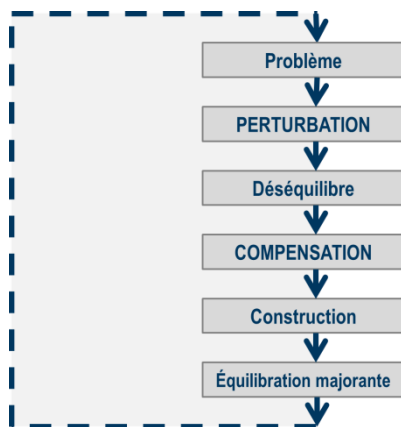 Problème
PERTURBATION
Déséquilibre
COMPENSATION
Construction
Équilibration majorante